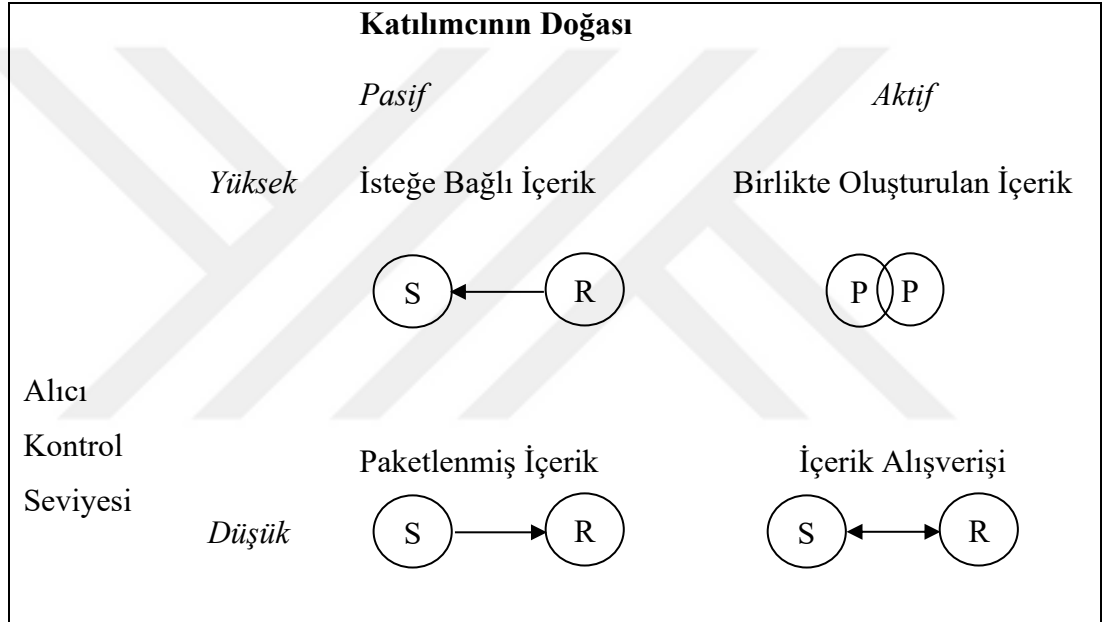 Katılımcının Doğası
Pasif Aktif
Yüksek İsteğe Bağlı İçerik Birlikte Oluşturulan İçerik
S R P P
Alıcı
Kontrol
Seviyesi
Paketlenmiş İçerik İçerik Alışverişi
Düşük S R S R